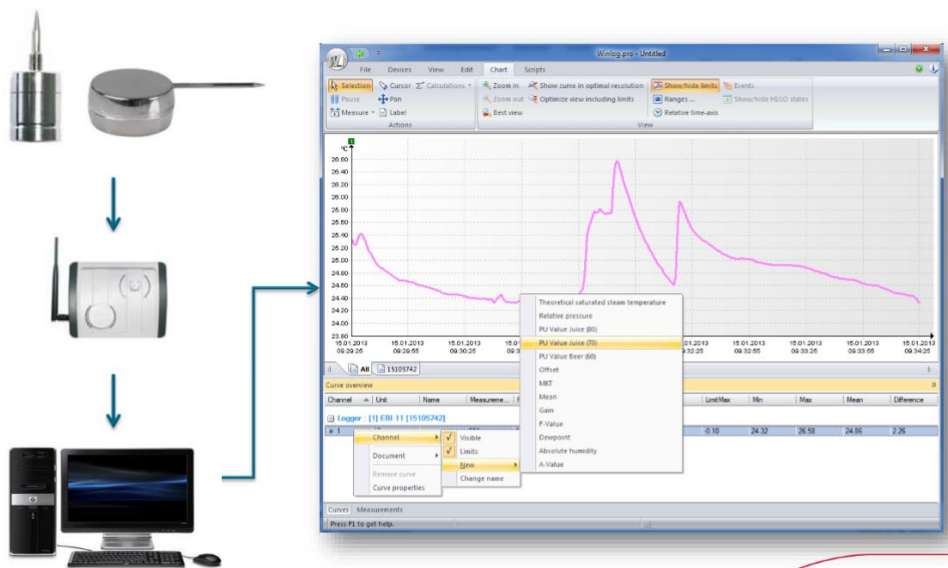 Winlog.pro - Untitled
File Devices View Edit Chart Scripts
Selection Cursor Σ Calculations Zoom in Show curve in optimal resolution Show/hide limits Events
Pause Pan Zoom out Optimize view including limits Ranges ... Show/hide HI/LO states
Measure Label Best view Relative time-axis
Actions View
1
°C
26.60
26.40
26.20
26.00
25.80
25.60
25.40
25.20
25.00
24.80
24.60
24.40
24.20
24.00
23.80
15.01.2013 15.01.2013 15.01.2013 15.01.2013 15.01.2013 15.01.2013 15.01.2013
09:29:25 09:29:55 09:30:25 09:32:25 09:32:55 09:33:25 09:33:55 09:34:25
Theoretical saturated steam temperature
Relative pressure
PU Value Juice (80)
PU Value Juice (70)
PU Value Beer (60)
Offset
MKT
Mean
Gain
F-Value
Dewpoint
Absolute humidity
A-Value
All 15105742
Curve overview
Channel Unit Name Measureme... LimitMax Min Max Mean Difference
Logger : [1] EBI 11 [15105742]
1 -0.10 24.32 26.58 24.86 2.26
Channel
Document
Remove curve
Curve properties
Visible
Limits
New
Change name
Curves Measurements
Press F1 to get help.